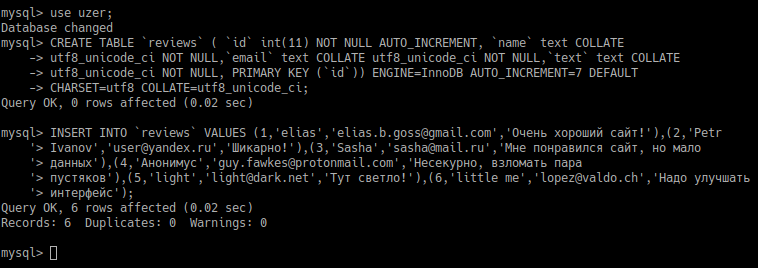 mysql> use uzer;
Database changed
mysql> CREATE TABLE `reviews` ( `id` int(11) NOT NULL AUTO_INCREMENT, `name` text COLLATE
    -> utf8_unicode_ci NOT NULL,`email` text COLLATE utf8_unicode_ci NOT NULL,`text` text COLLATE
    -> utf8_unicode_ci NOT NULL, PRIMARY KEY (`id`)) ENGINE=InnoDB AUTO_INCREMENT=7 DEFAULT
    -> CHARSET=utf8 COLLATE=utf8_unicode_ci;
Query OK, 0 rows affected (0.02 sec)
mysql> INSERT INTO `reviews` VALUES (1,'elias','elias.b.goss@gmail.com','Очень хороший сайт!'),(2,'Petr
    '> Ivanov','user@yandex.ru','Шикарно!'),(3,'Sasha','sasha@mail.ru','Мне понравился сайт, но мало
    '> данных'),(4,'Анонимус','guy.fawkes@protonmail.com','Несекурно, взломать пара
    '> пустяков'),(5,'light','light@dark.net','Тут светло!'),(6,'little me','lopez@valdo.ch','Надо улучшать
    '> интерфейс');
Query OK, 6 rows affected (0.02 sec)
Records: 6  Duplicates: 0  Warnings: 0
mysql>